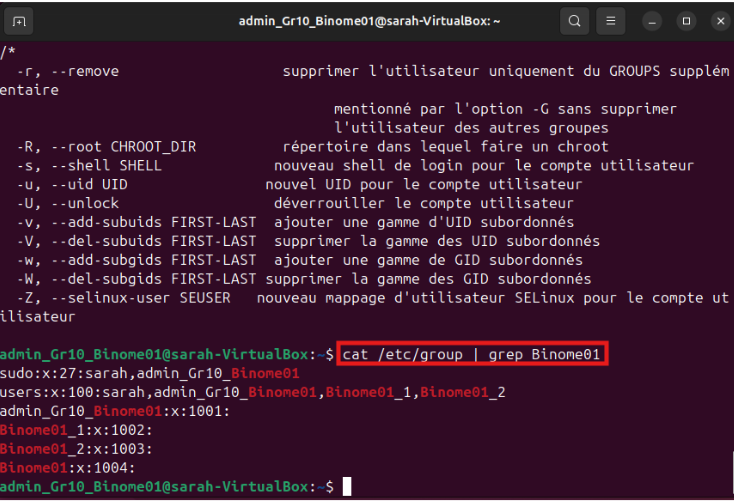 admin_Gr10_Binome01@sarah-VirtualBox: ~
/*
-r, --remove supprimer l'utilisateur uniquement du GROUPS supplém
entaire
mentionné par l'option -G sans supprimer
l'utilisateur des autres groupes
-R, --root CHROOT_DIR répertoire dans lequel faire un chroot
-s, --shell SHELL nouveau shell de login pour le compte utilisateur
-u, --uid UID nouvel UID pour le compte utilisateur
-U, --unlock déverrouiller le compte utilisateur
-v, --add-subuids FIRST-LAST ajouter une gamme d'UID subordonnés
-V, --del-subuids FIRST-LAST supprimer la gamme des UID subordonnés
-w, --add-subgids FIRST-LAST ajouter une gamme de GID subordonnés
-W, --del-subgids FIRST-LAST supprimer la gamme des GID subordonnés
-Z, --selinux-user SEUSER nouveau mappage d'utilisateur SELinux pour le compte ut
ilisateur
admin_Gr10_Binome01@sarah-VirtualBox:~$ cat /etc/group | grep Binome01
sudo:x:27:sarah,admin_Gr10_Binome01
users:x:100:sarah,admin_Gr10_Binome01,Binome01_1,Binome01_2
admin_Gr10_Binome01:x:1001:
Binome01_1:x:1002:
Binome01_2:x:1003:
Binome01:x:1004:
admin_Gr10_Binome01@sarah-VirtualBox:~$